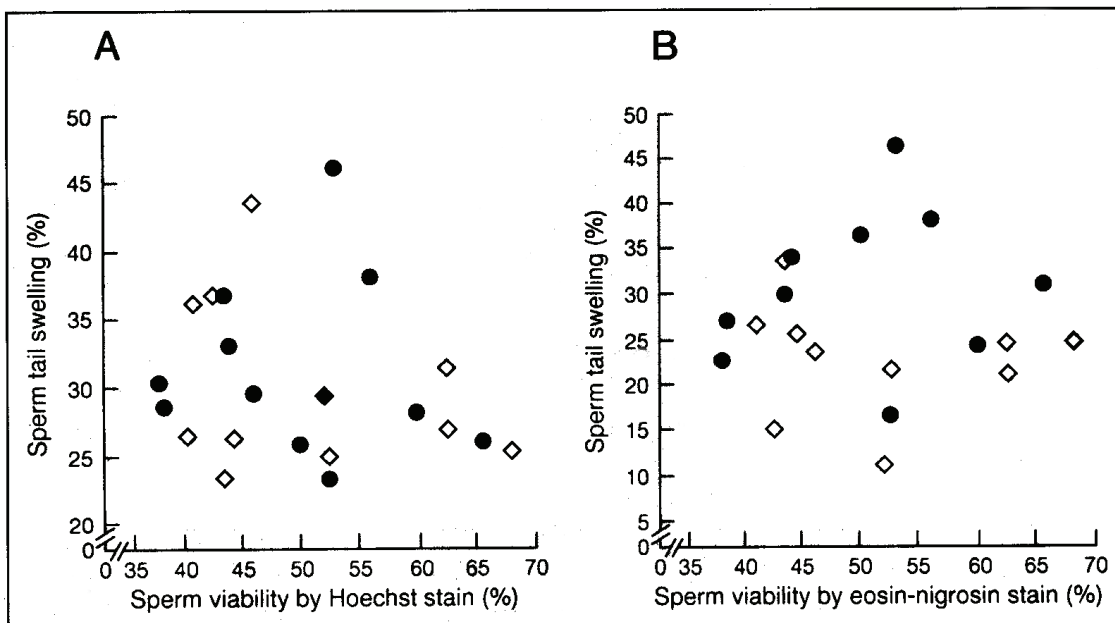 A
50
45
40
35
30
25
20
0
Sperm tail swelling (%)
35 40 45 50 55 60 65 70
Sperm viability by Hoechst stain (%)
B
50
45
40
35
30
25
20
15
10
5
0
Sperm tail swelling (%)
35 40 45 50 55 60 65 70
Sperm viability by eosin-nigrosin stain (%)